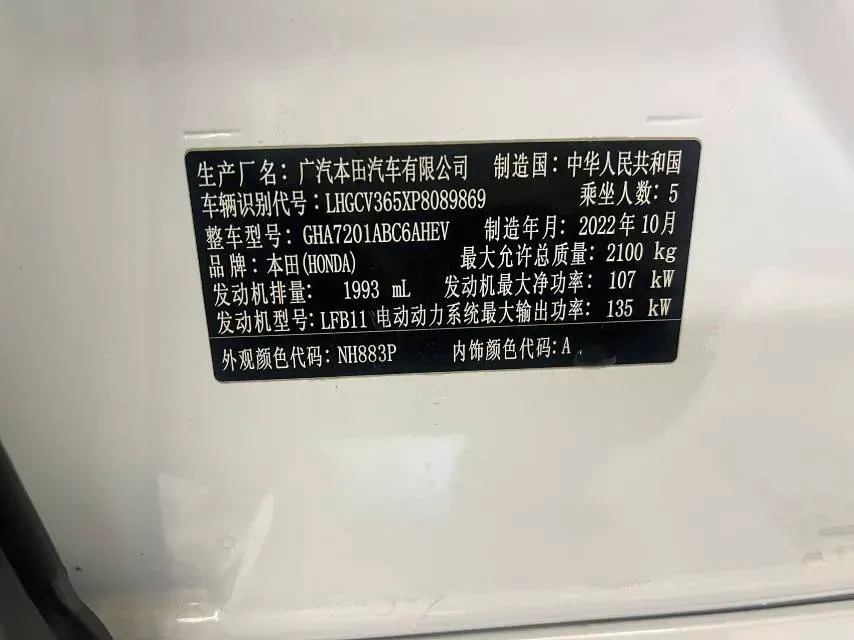 生产厂名: 广汽本田汽车有限公司 制造国: 中华人民共和国
车辆识别代号: LHGCV365XP8089869 乘坐人数: 5
整车型号: GHA7201ABC6AHEV 制造年月: 2022年10月
品牌: 本田(HONDA) 最大允许总质量: 2100 kg
发动机排量: 1993 mL 发动机最大净功率: 107 kW
发动机型号: LFB11 电动动力系统最大输出功率: 135 kW
外观颜色代码: NH883P 内饰颜色代码: A